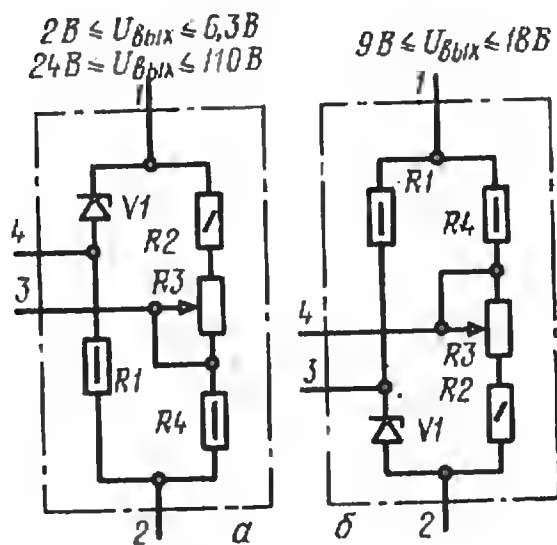 2В ≤ Uвых ≤ 6,3В
24В ≤ Uвых ≤ 110В
1
V1
R2
4
3
R3
R1
R4
2
а
9В ≤ Uвых ≤ 18В
1
R1
R4
4
3
R3
R2
V1
б
2